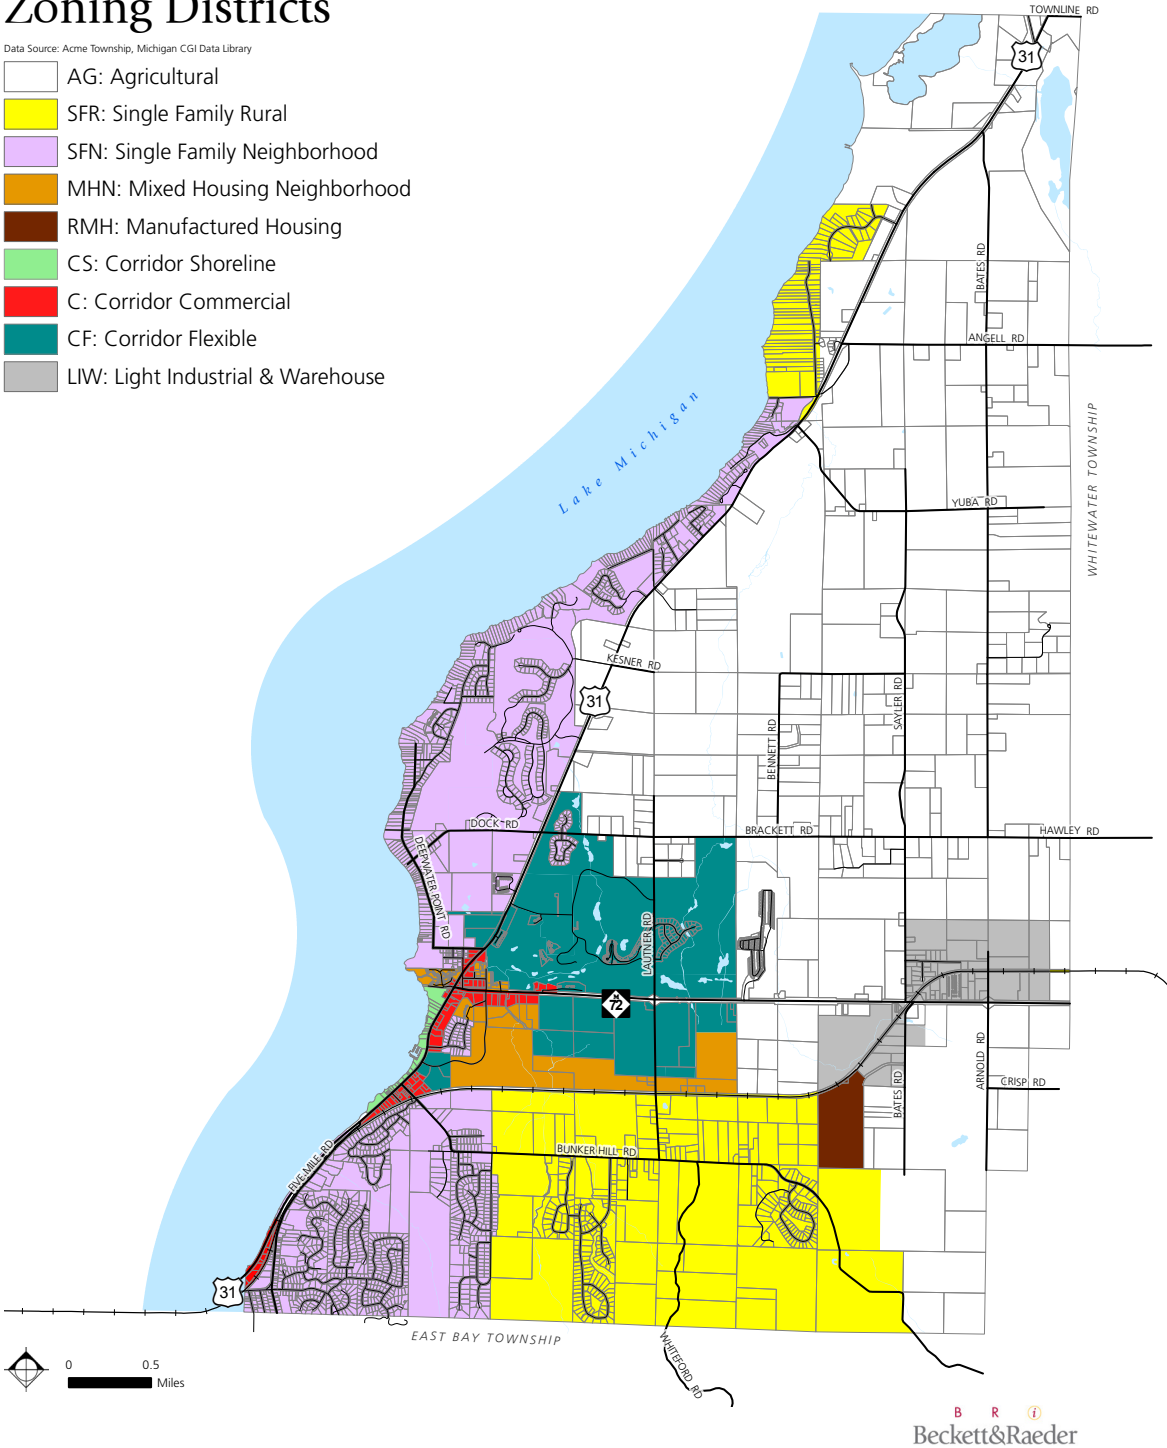 Zoning Districts
Data Source: Acme Township, Michigan CGI Data Library
AG: Agricultural
SFR: Single Family Rural
SFN: Single Family Neighborhood
MHN: Mixed Housing Neighborhood
RMH: Manufactured Housing
CS: Corridor Shoreline
C: Corridor Commercial
CF: Corridor Flexible
LIW: Light Industrial & Warehouse
TOWNLINE RD
31
BATES RD
ANGELL RD
Lake Michigan
WHITEWATER TOWNSHIP
YUBA RD
KESNER RD
31
SAYLER RD
BENNETT RD
DOCK RD
BRACKETT RD
HAWLEY RD
DEEPWATER POINT RD
LAUTNER RD
M
72
ARNOLD RD
CRISP RD
BATES RD
BUNKER HILL RD
FIVE MILE RD
31
EAST BAY TOWNSHIP
WHITEFORD RD
0 0.5
Miles
B R i
Beckett&Raeder